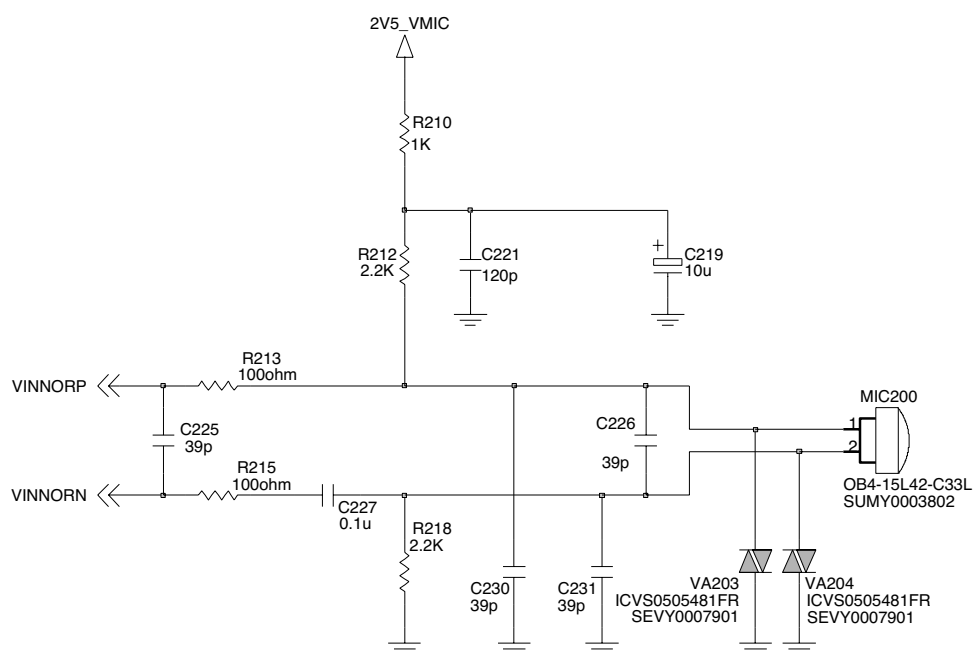 2V5_VMIC
R210
1K
R212
2.2K
C221
120p
+
C219
10u
R213
100ohm
VINNORP
MIC200
C225
39p
C226
39p
1
2
R215
100ohm
VINNORN
OB4-15L42-C33L
SUMY0003802
C227
0.1u
R218
2.2K
C230
39p
C231
39p
VA203
ICVS0505481FR
SEVY0007901
VA204
ICVS0505481FR
SEVY0007901